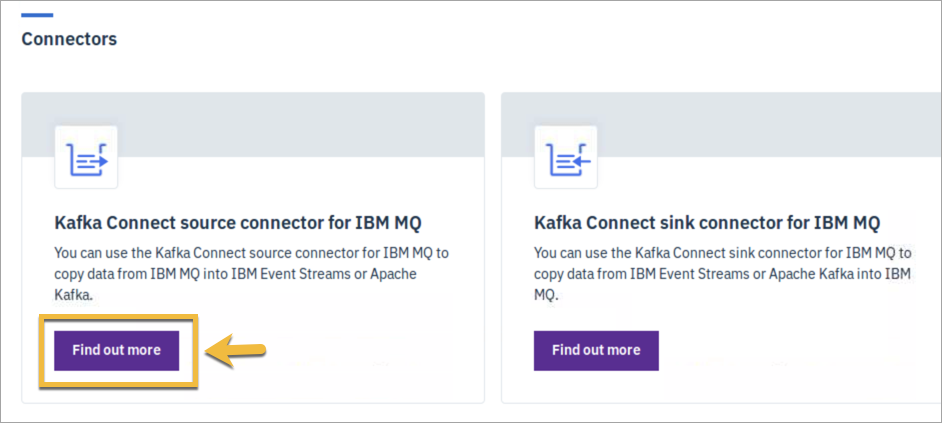 Connectors
Kafka Connect source connector for IBM MQ
You can use the Kafka Connect source connector for IBM MQ to
copy data from IBM MQ into IBM Event Streams or Apache
Kafka.
Find out more
Kafka Connect sink connector for IBM MQ
You can use the Kafka Connect sink connector for IBM MQ to
copy data from IBM Event Streams or Apache Kafka into IBM
MQ.
Find out more